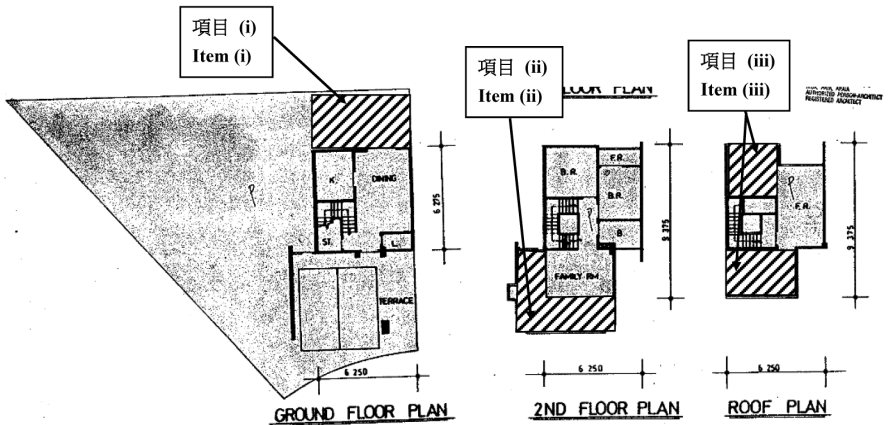 項目 (i)
Item (i)
項目 (ii)
Item (ii)
項目 (iii)
Item (iii)
FLOOR PLAN
AUTHORIZED PERSON-ARCHITECT
REGISTERED ARCHITECT
K.
DINING
ST.
L.
TERRACE
P
6 275
6 250
GROUND FLOOR PLAN
B.R.
F.R.
B.R.
B
FAMILY RM.
P
9 375
6 250
2ND FLOOR PLAN
P
F.R.
9 375
6 250
ROOF PLAN